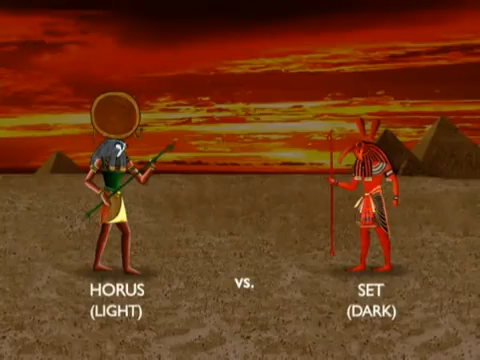 HORUS
(LIGHT)
vs.
SET
(DARK)